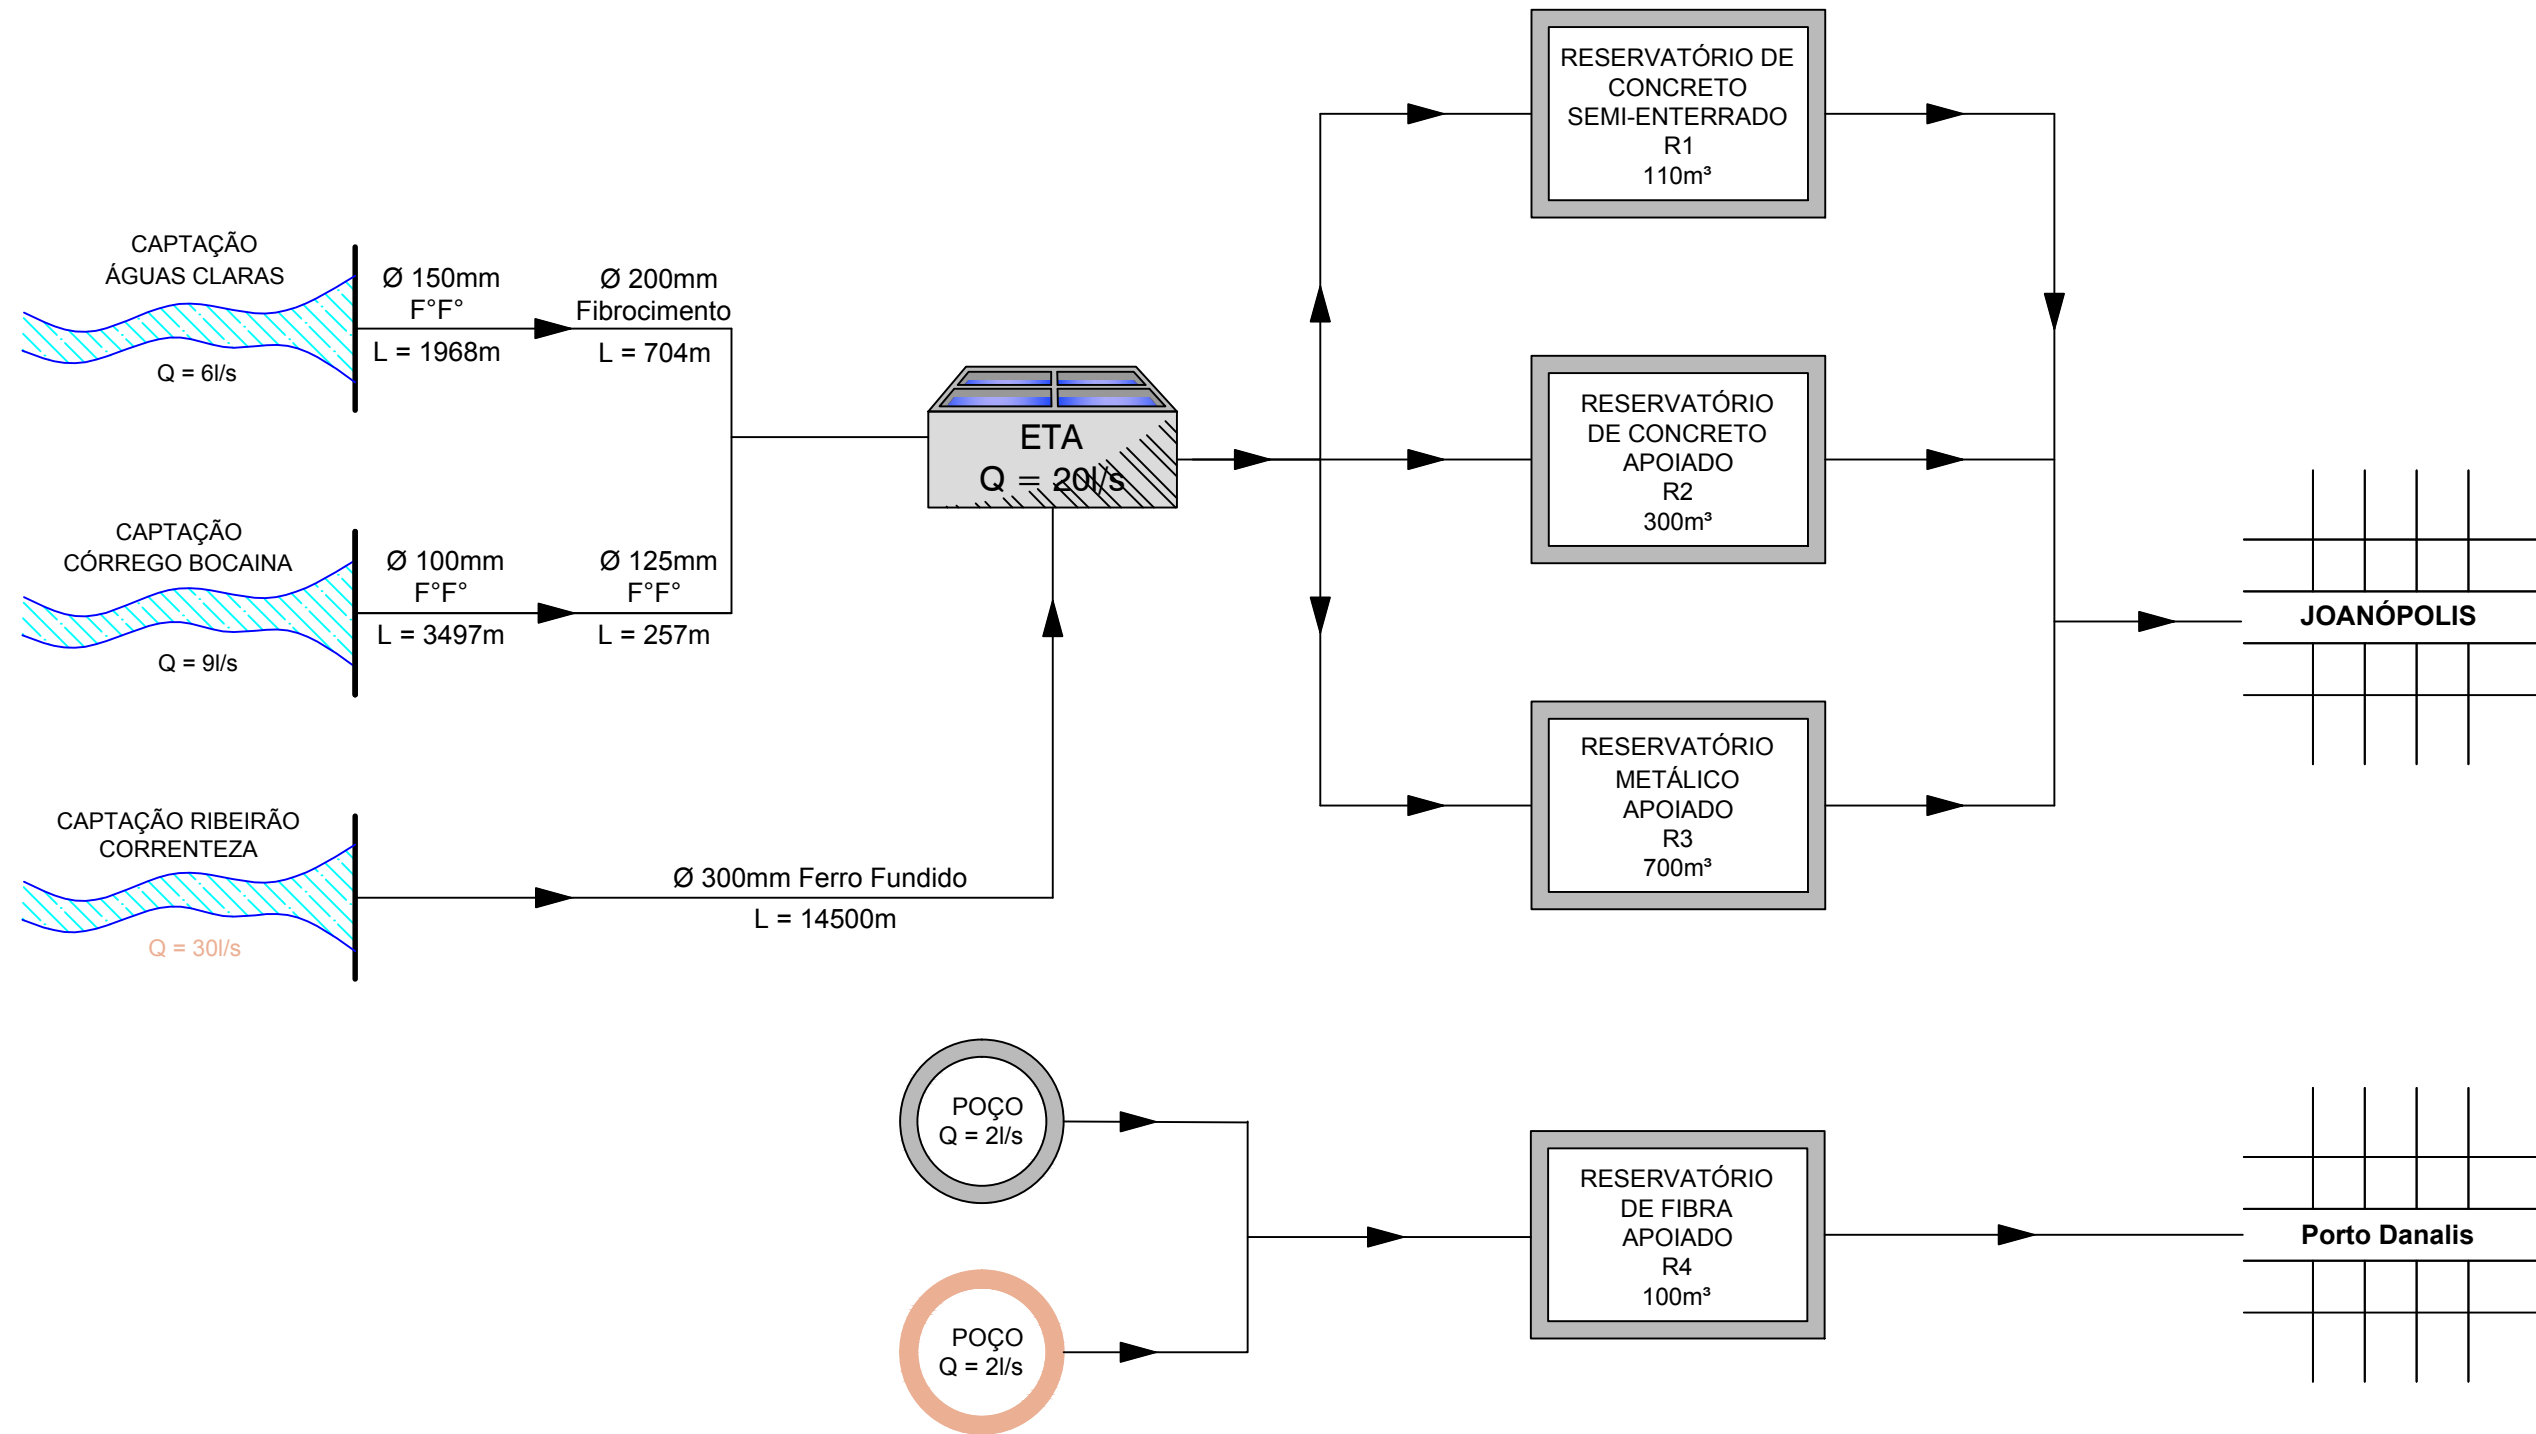 RESERVATÓRIO DE
CONCRETO
SEMI-ENTERRADO
R1
110m³
CAPTAÇÃO
ÁGUAS CLARAS
Q = 6l/s
Ø 150mm
F°F°
L = 1968m
Ø 200mm
Fibrocimento
L = 704m
ETA
Q = 20l/s
RESERVATÓRIO
DE CONCRETO
APOIADO
R2
300m³
CAPTAÇÃO
CÓRREGO BOCAINA
Q = 9l/s
Ø 100mm
F°F°
L = 3497m
Ø 125mm
F°F°
L = 257m
JOANÓPOLIS
RESERVATÓRIO
METÁLICO
APOIADO
R3
700m³
CAPTAÇÃO RIBEIRÃO
CORRENTEZA
Q = 30l/s
Ø 300mm Ferro Fundido
L = 14500m
POÇO
Q = 2l/s
POÇO
Q = 2l/s
RESERVATÓRIO
DE FIBRA
APOIADO
R4
100m³
Porto Danalis